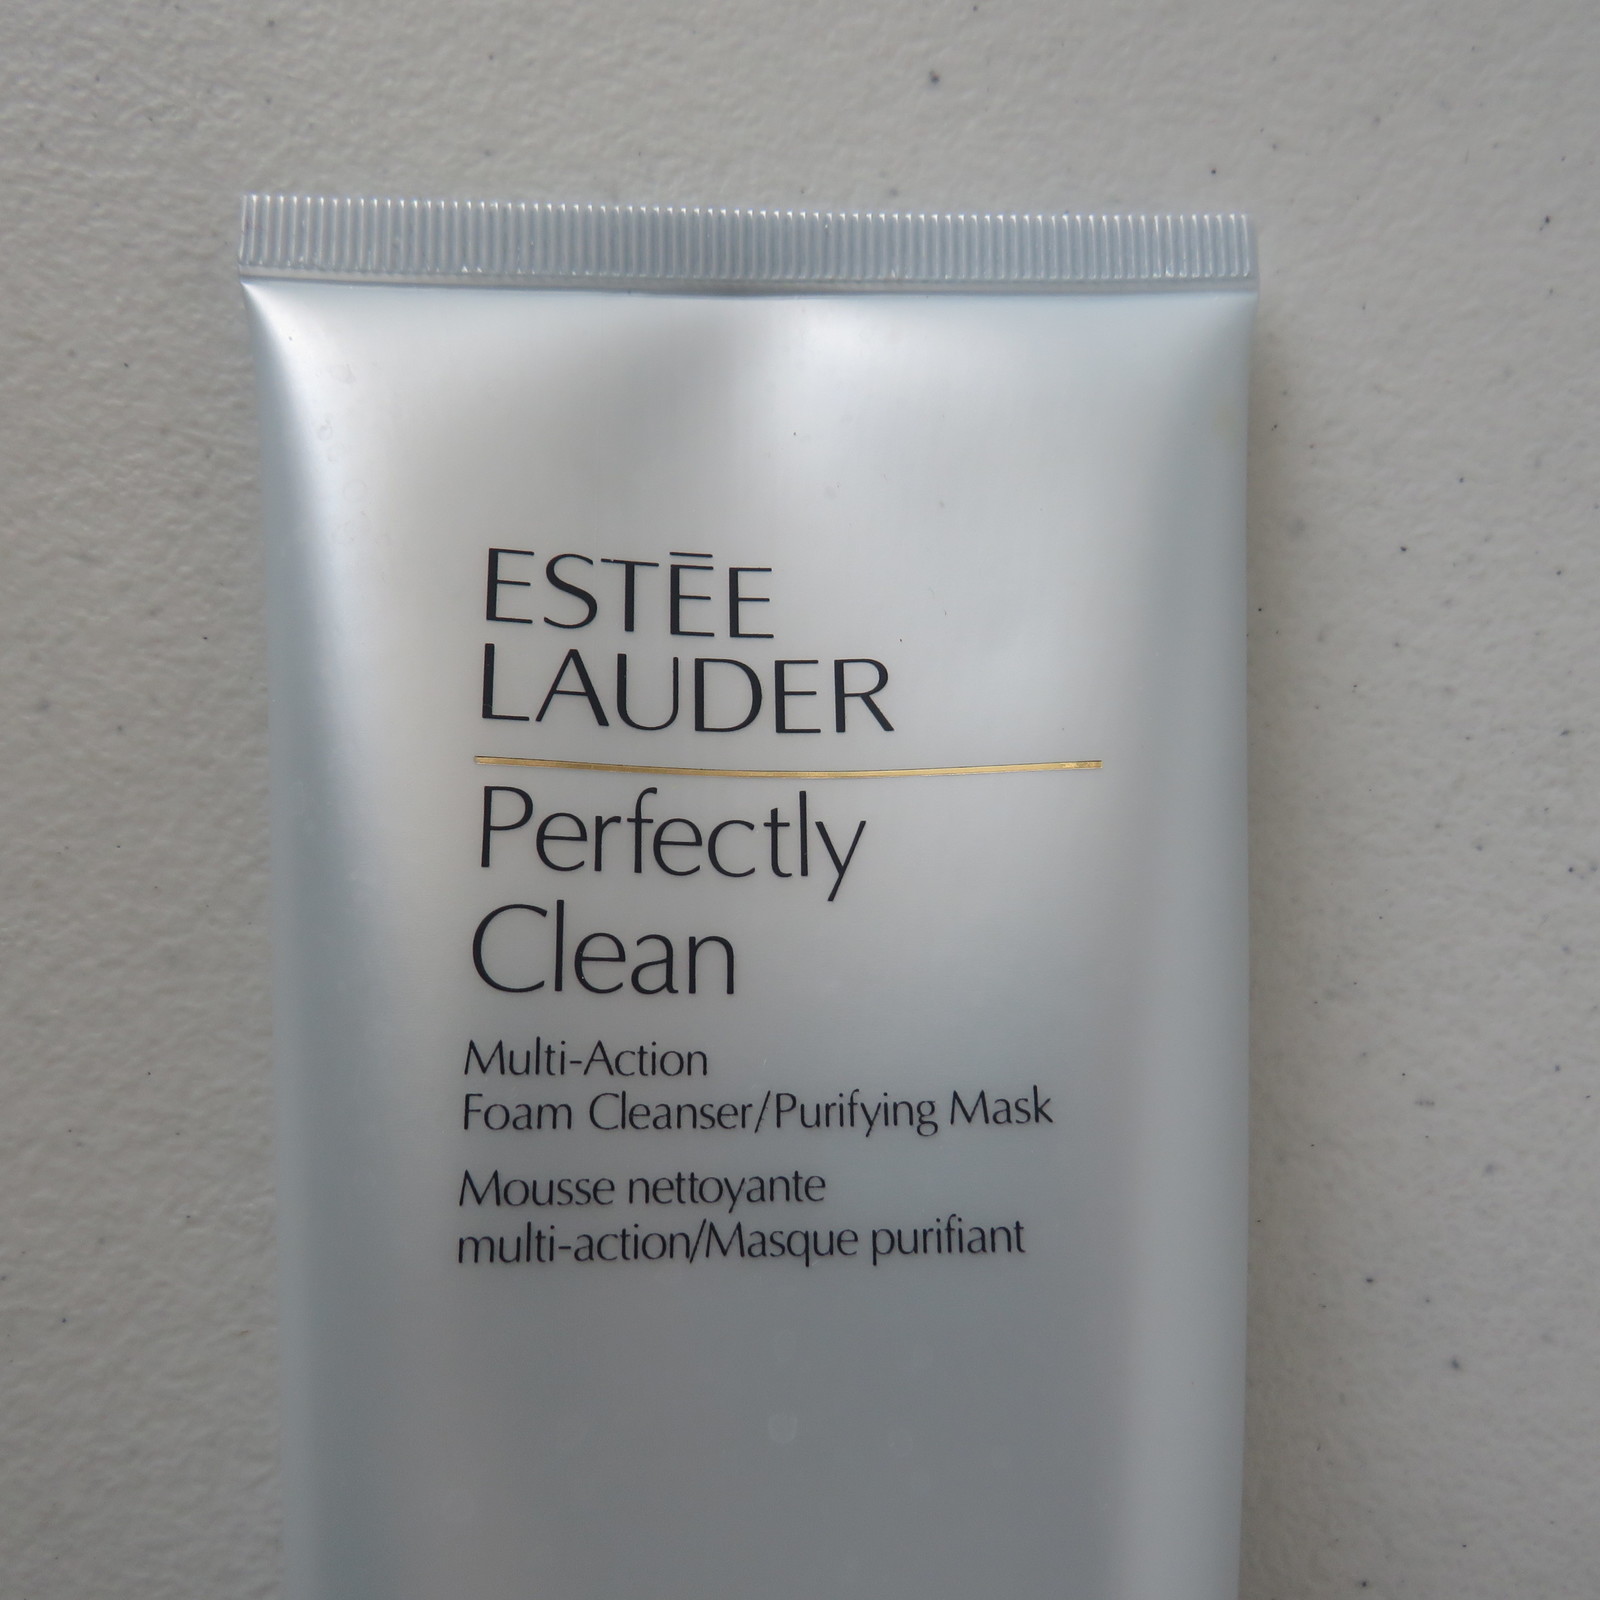 ESTĒE
LAUDER
Perfectly
Clean
Multi-Action
Foam Cleanser/Purifying Mask
Mousse nettoyante
multi-action/Masque purifiant